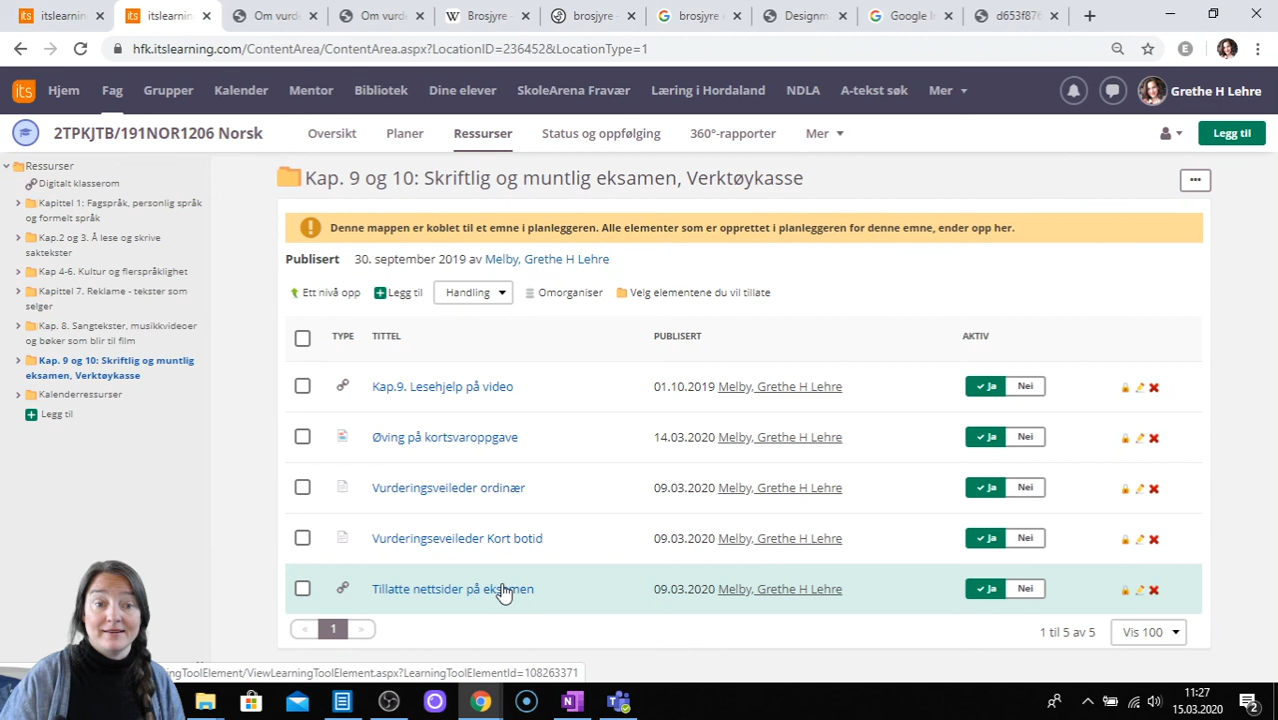 itslearning
itslearning
Om vurde
Om vurde
Brosjyre -
brosjyre -
brosjyre e
Designm
Google In
d653f876
hfk.itslearning.com/ContentArea/ContentArea.aspx?LocationID=236452&LocationType=1
E
its Hjem Fag Grupper Kalender Mentor Bibliotek Dine elever SkoleArena Fravær Læring i Hordaland NDLA A-tekst søk Mer Grethe H Lehre
2TPKJTB/191NOR1206 Norsk Oversikt Planer Ressurser Status og oppfølging 360°-rapporter Mer Legg til
Ressurser
Digitalt klasserom
Kapittel 1: Fagspråk, personlig språk
og formelt språk
Kap.2 og 3. Å lese og skrive
saktekster
Kap 4-6. Kultur og flerspråklighet
Kapittel 7. Reklame - tekster som
selger
Kap. 8. Sangtekster, musikkvideoer
og bøker som blir til film
Kap. 9 og 10: Skriftlig og muntlig
eksamen, Verktøykasse
Kalenderressurser
Legg til
Kap. 9 og 10: Skriftlig og muntlig eksamen, Verktøykasse
Denne mappen er koblet til et emne i planleggeren. Alle elementer som er opprettet i planleggeren for denne emne, ender opp her.
Publisert 30. september 2019 av Melby, Grethe H Lehre
Ett nivå opp Legg til Handling Omorganiser Velg elementene du vil tillate
TYPE TITTEL PUBLISERT AKTIV
Kap.9. Lesehjelp på video 01.10.2019 Melby, Grethe H Lehre Ja Nei
Øving på kortsvaroppgave 14.03.2020 Melby, Grethe H Lehre Ja Nei
Vurderingsveileder ordinær 09.03.2020 Melby, Grethe H Lehre Ja Nei
Vurderingseveileder Kort botid 09.03.2020 Melby, Grethe H Lehre Ja Nei
Tillatte nettsider på eksamen 09.03.2020 Melby, Grethe H Lehre Ja Nei
« 1 » 1 til 5 av 5 Vis 100
ingToolElement/ViewLearningToolElement.aspx?LearningToolElementId=108263371
11:27
15.03.2020
2